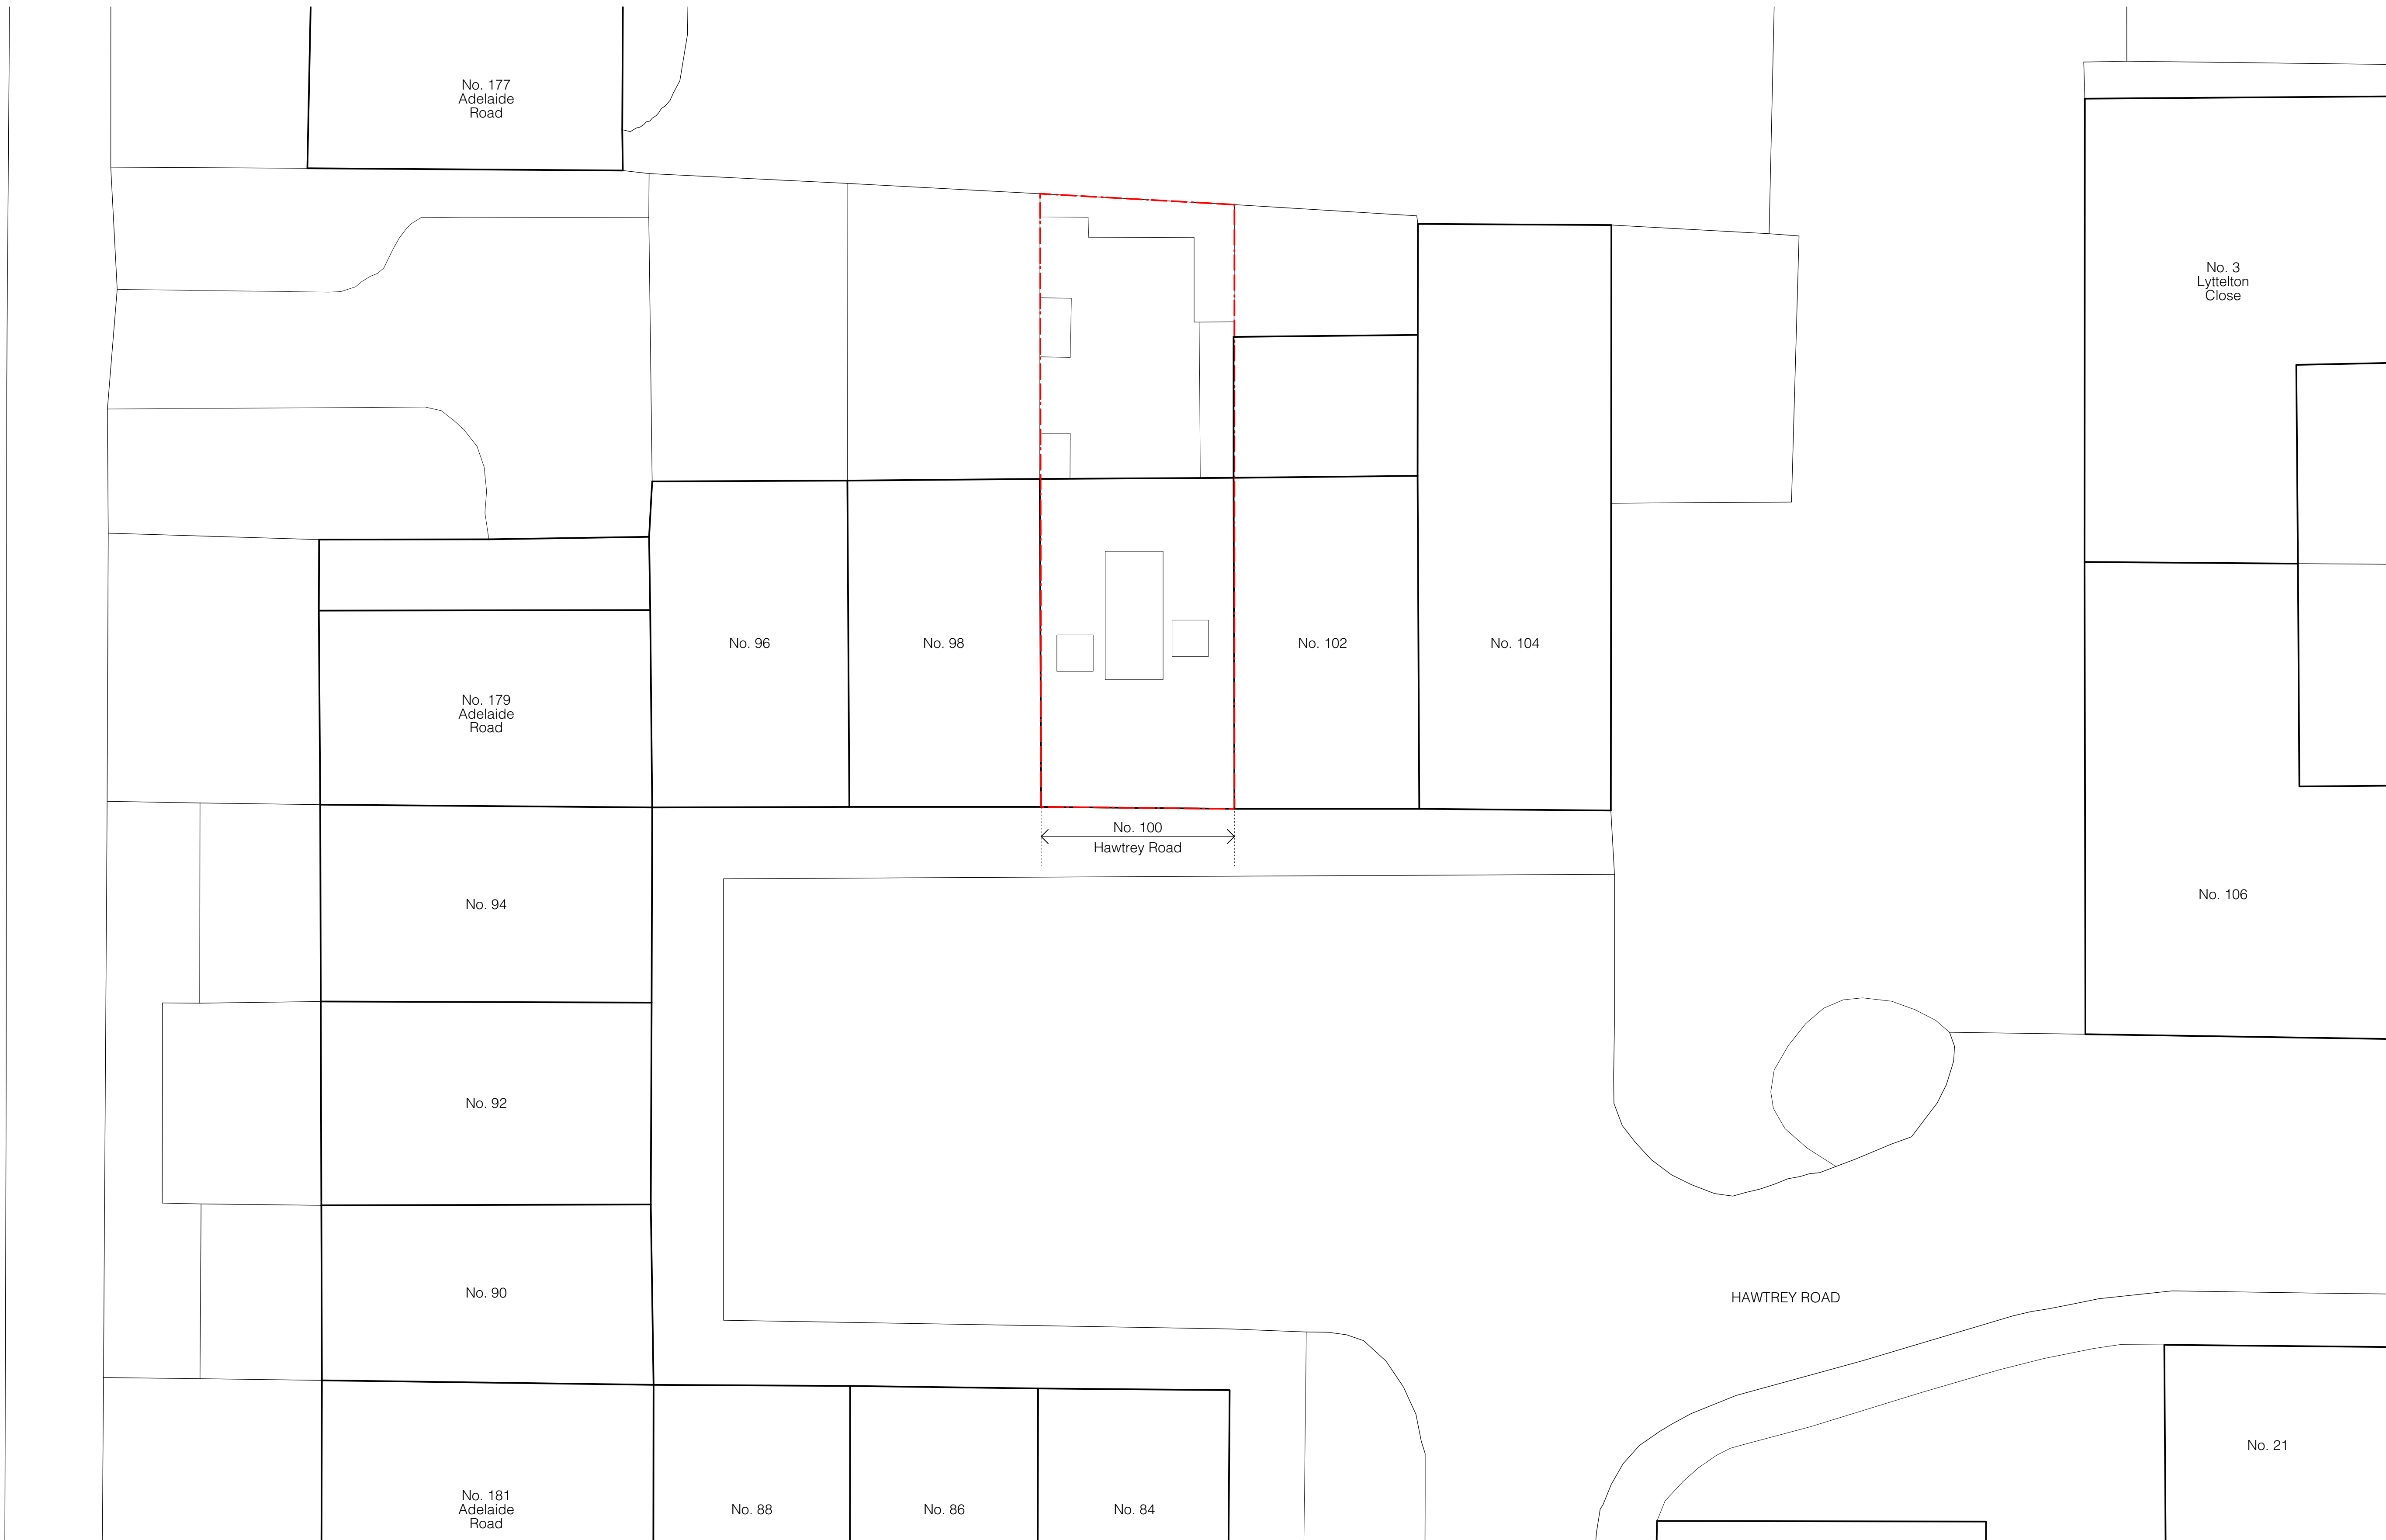 No. 177
Adelaide
Road
No. 3
Lyttelton
Close
No. 96
No. 98
No. 102
No. 104
No. 179
Adelaide
Road
No. 100
Hawtrey Road
No. 94
No. 106
No. 92
No. 90
HAWTREY ROAD
No. 21
No. 181
Adelaide
Road
No. 88
No. 86
No. 84